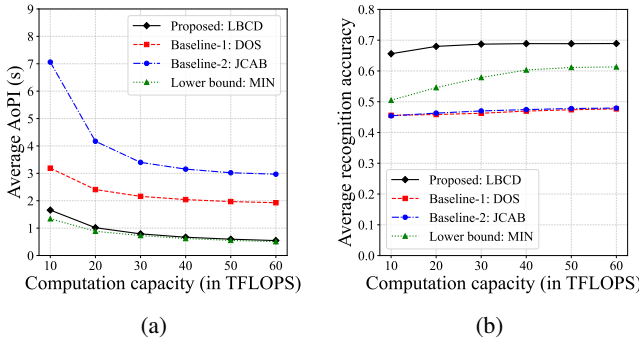 9
8
7
6
5
4
3
2
1
0
Average AoPI (s)
Proposed: LBCD
Baseline-1: DOS
Baseline-2: JCAB
Lower bound: MIN
10 20 30 40 50 60
Computation capacity (in TFLOPS)
(a)
0.8
0.7
0.6
0.5
0.4
0.3
0.2
0.1
0.0
Average recognition accuracy
Proposed: LBCD
Baseline-1: DOS
Baseline-2: JCAB
Lower bound: MIN
10 20 30 40 50 60
Computation capacity (in TFLOPS)
(b)